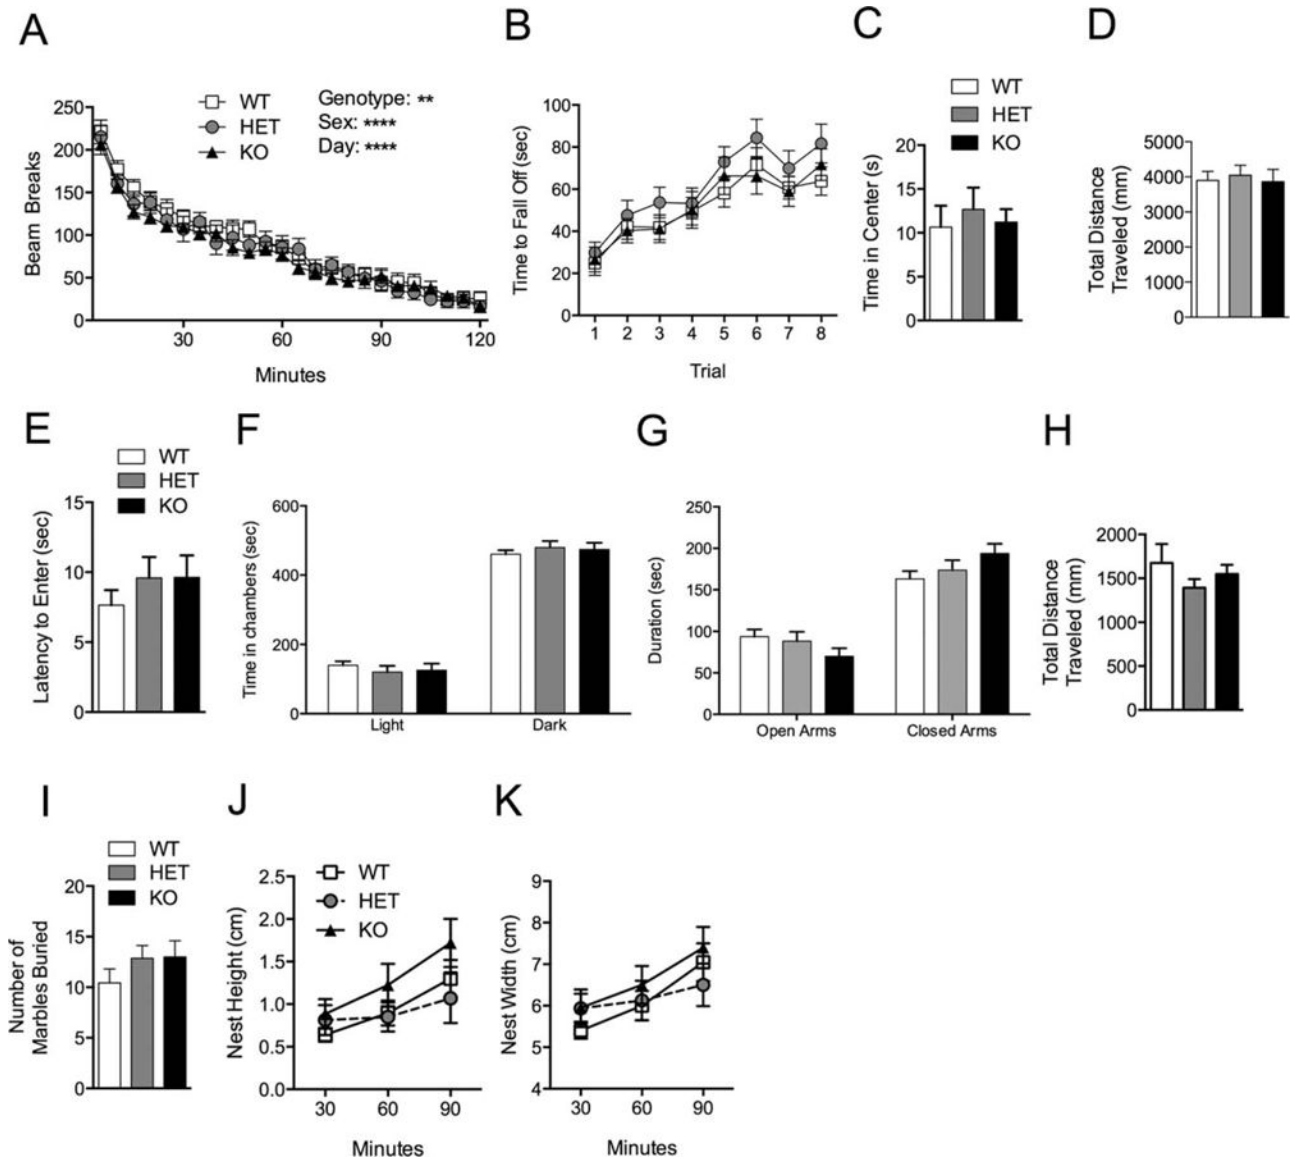 A
B
C
D
WT
HET
KO
Genotype: **
Sex: ****
Day: ****
Beam Breaks
250
200
150
100
50
0
30
60
90
120
Minutes
Time to Fall Off (sec)
100
80
60
40
20
0
1
2
3
4
5
6
7
8
Trial
WT
HET
KO
Time in Center (s)
20
15
10
5
0
Total Distance
Traveled (mm)
5000
4000
3000
2000
1000
0
E
F
G
H
WT
HET
KO
Latency to Enter (sec)
15
10
5
0
Time in chambers (sec)
600
400
200
0
Light
Dark
Duration (sec)
250
200
150
100
50
0
Open Arms
Closed Arms
Total Distance
Traveled (mm)
2000
1500
1000
500
0
I
J
K
WT
HET
KO
Number of
Marbles Buried
20
15
10
5
0
WT
HET
KO
Nest Height (cm)
2.5
2.0
1.5
1.0
0.5
0.0
30
60
90
Minutes
Nest Width (cm)
9
8
7
6
5
4
30
60
90
Minutes